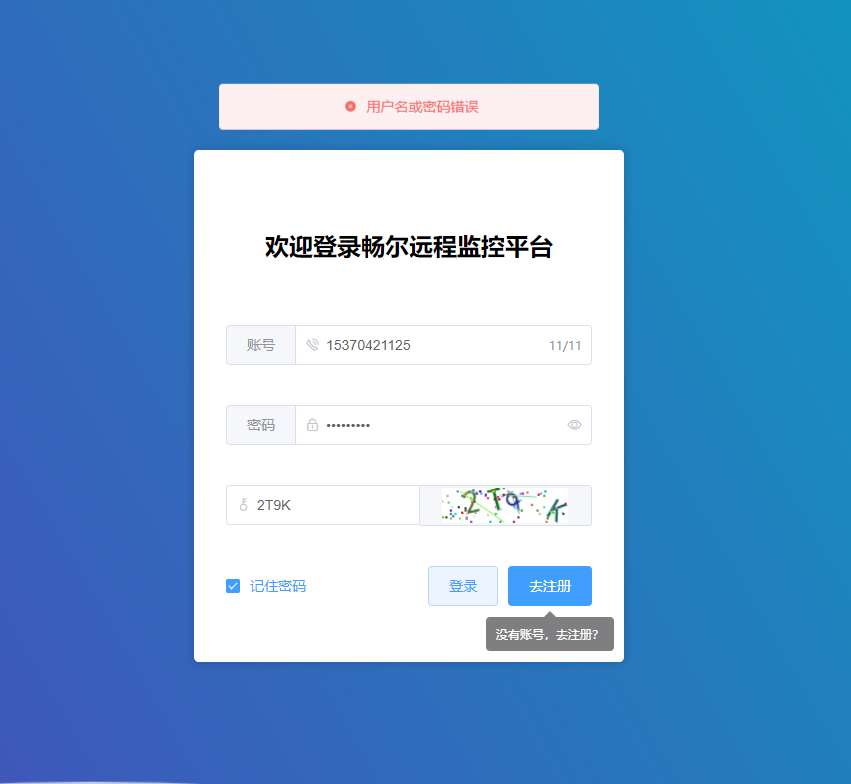 用户名或密码错误
欢迎登录畅尔远程监控平台
账号 15370421125 11/11
密码 •••••••••
2T9K 2T9K
记住密码 登录 去注册
没有账号，去注册？